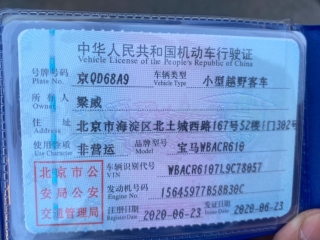 中华人民共和国机动车行驶证
Vehicle License of the People's Republic of China
号牌号码 京QD68A9 车辆类型 小型越野客车
Plate No. Vehicle Type
所有人 梁威
Owner
住址 北京市海淀区北土城西路167号52楼1门302号
Address
使用性质 非营运 品牌型号 宝马WBACR610
Use Character Model
北京市公安局公安交通管理局
车辆识别代号 WBACR6107L9C78057
VIN
发动机号码
Engine No.
注册日期 2020-06-23 发证日期 2020-06-23
Register Date Issue Date